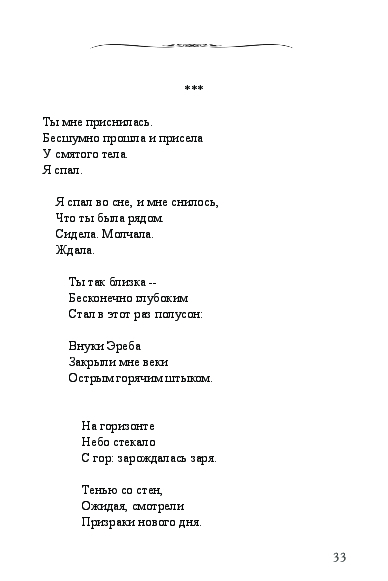 ***
Ты мне приснилась.
Бесшумно прошла и присела
У смятого тела.
Я спал.
Я спал во сне, и мне снилось,
Что ты была рядом.
Сидела. Молчала.
Ждала.
Ты так близка --
Бесконечно глубоким
Стал в этот раз полусон:
Внуки Эреба
Закрыли мне веки
Острым горячим штыком.
На горизонте
Небо стекало
С гор: зарождалась заря.
Тенью со стен,
Ожидая, смотрели
Призраки нового дня.
33